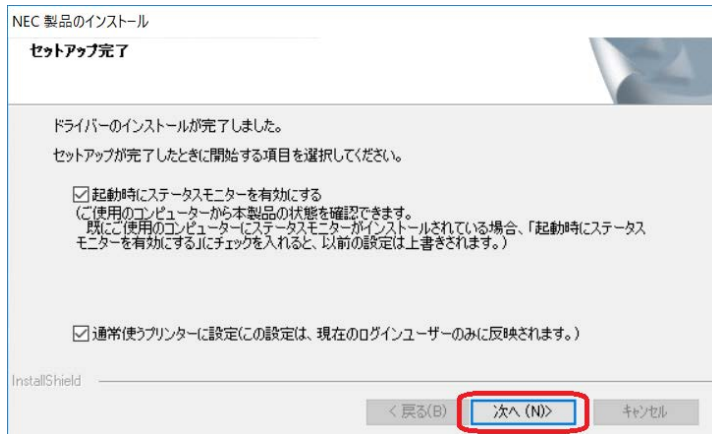 NEC 製品のインストール
セットアップ完了
ドライバーのインストールが完了しました。
セットアップが完了したときに開始する項目を選択してください。
起動時にステータスモニターを有効にする
(ご使用のコンピューターから本製品の状態を確認できます。
既にご使用のコンピューターにステータスモニターがインストールされている場合、「起動時にステータス
モニターを有効にする」にチェックを入れると、以前の設定は上書きされます。)
通常使うプリンターに設定(この設定は、現在のログインユーザーのみに反映されます。)
InstallShield
< 戻る(B)
次へ (N)>
キャンセル